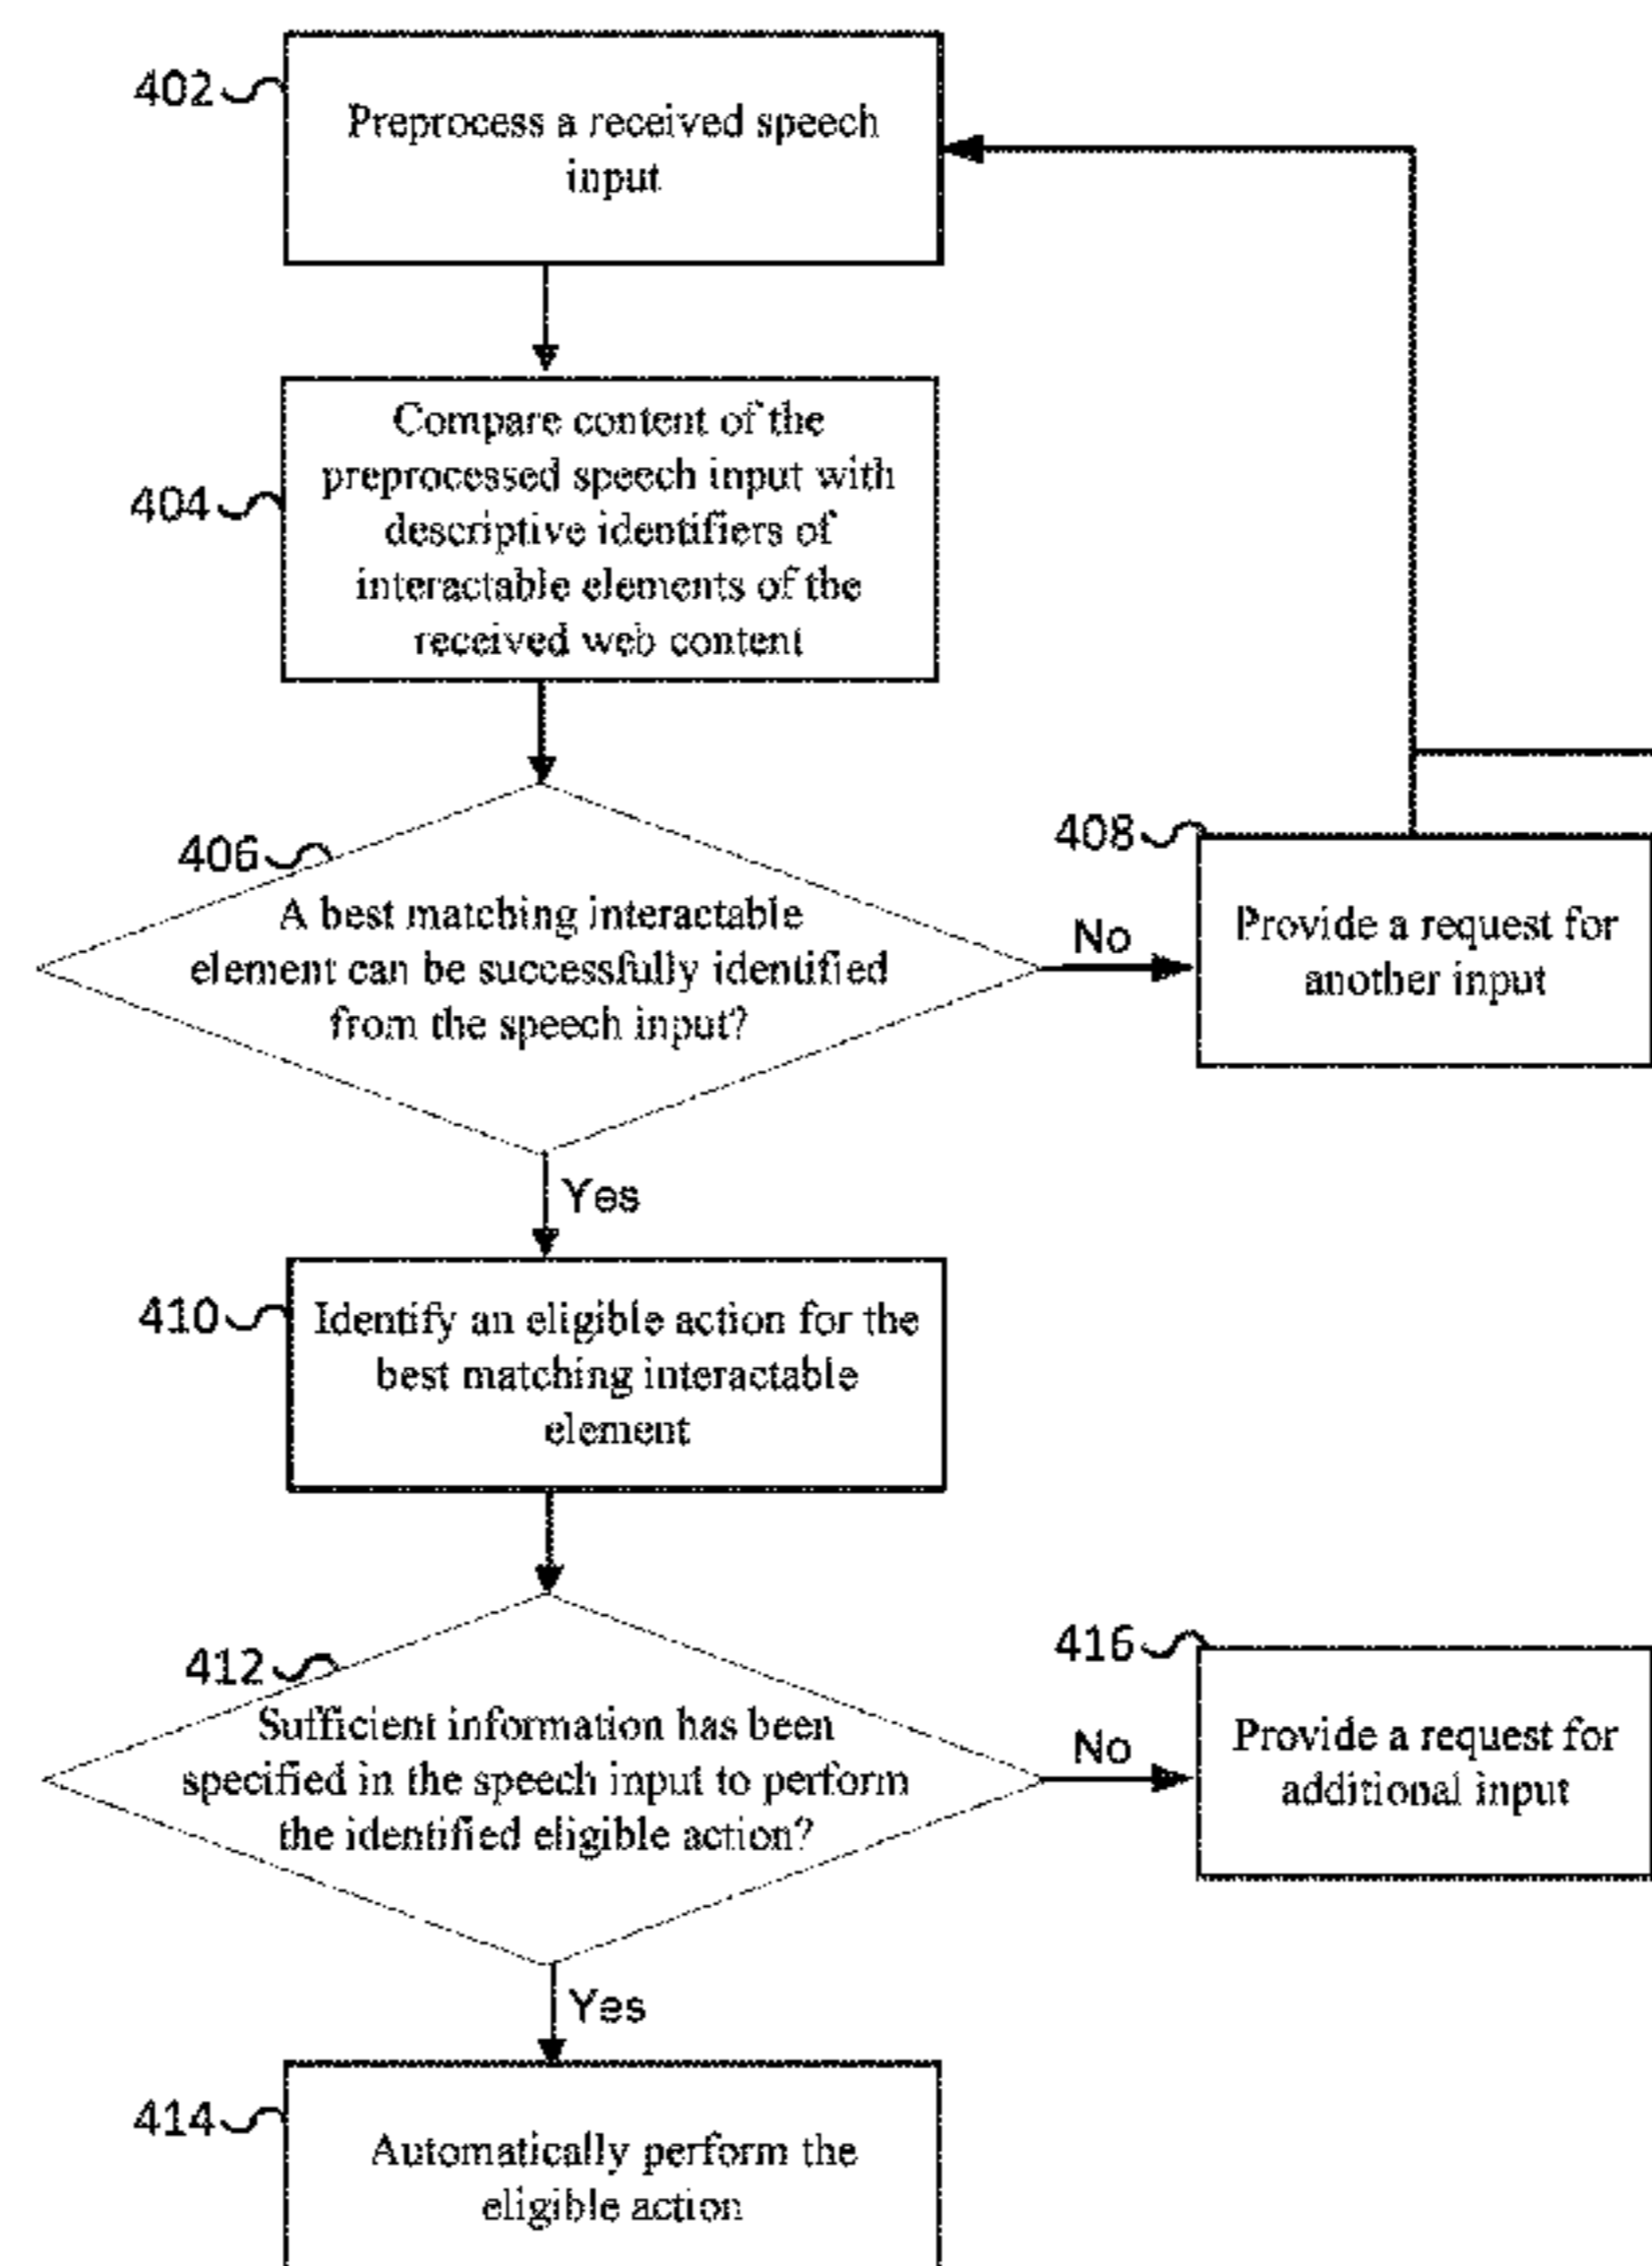 402
Preprocess a received speech
input
404
Compare content of the
preprocessed speech input with
descriptive identifiers of
interactable elements of the
received web content
406
A best matching interactable
element can be successfully identified
from the speech input?
No
408
Provide a request for
another input
Yes
410
Identify an eligible action for the
best matching interactable
element
412
Sufficient information has been
specified in the speech input to perform
the identified eligible action?
No
416
Provide a request for
additional input
Yes
414
Automatically perform the
eligible action